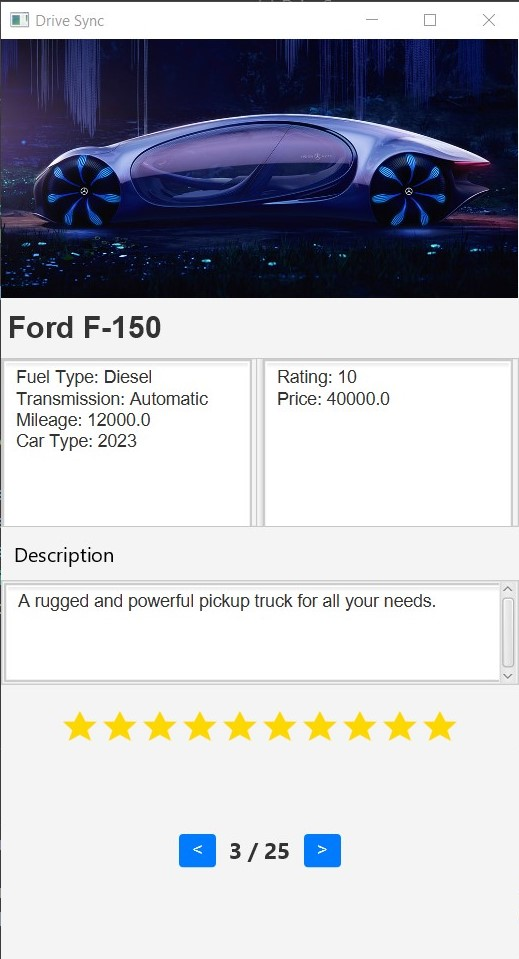 Drive Sync
Ford F-150
Fuel Type: Diesel
Transmission: Automatic
Mileage: 12000.0
Car Type: 2023
Rating: 10
Price: 40000.0
Description
A rugged and powerful pickup truck for all your needs.
< 3 / 25 >